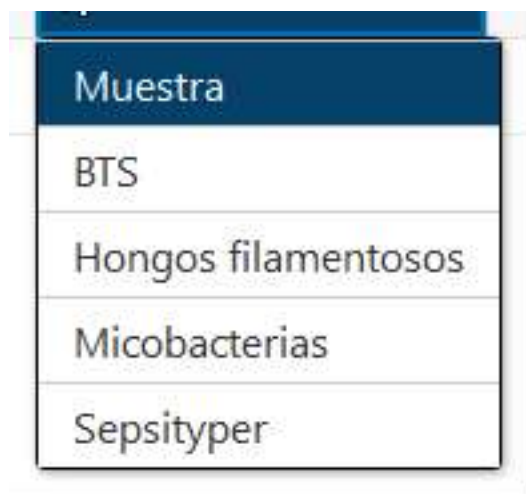 Muestra
BTS
Hongos filamentosos
Micobacterias
Sepsityper